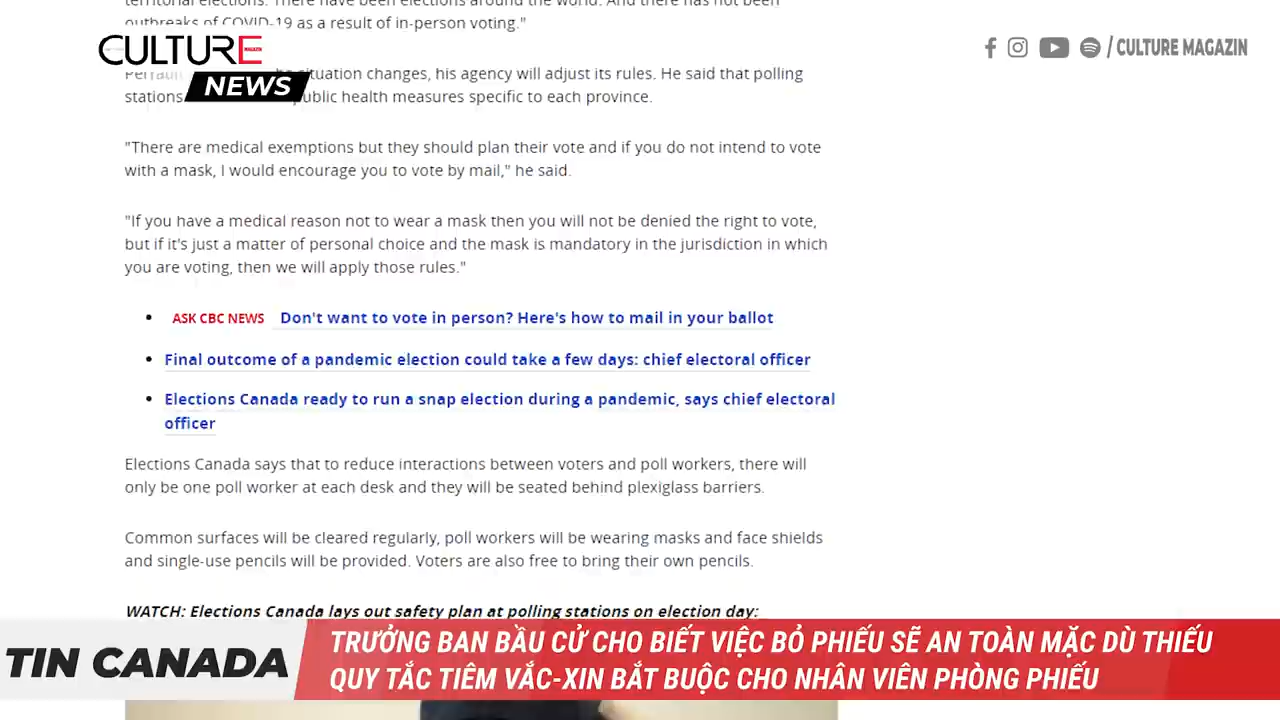 territorial elections. There have been elections around the world. And there has not been
outbreaks of COVID-19 as a result of in-person voting."
CULTURE
NEWS
/ CULTURE MAGAZIN
situation changes, his agency will adjust its rules. He said that polling
stations public health measures specific to each province.
"There are medical exemptions but they should plan their vote and if you do not intend to vote
with a mask, I would encourage you to vote by mail," he said.
"If you have a medical reason not to wear a mask then you will not be denied the right to vote,
but if it's just a matter of personal choice and the mask is mandatory in the jurisdiction in which
you are voting, then we will apply those rules."
• ASK CBC NEWS Don't want to vote in person? Here's how to mail in your ballot
• Final outcome of a pandemic election could take a few days: chief electoral officer
• Elections Canada ready to run a snap election during a pandemic, says chief electoral
officer
Elections Canada says that to reduce interactions between voters and poll workers, there will
only be one poll worker at each desk and they will be seated behind plexiglass barriers.
Common surfaces will be cleared regularly, poll workers will be wearing masks and face shields
and single-use pencils will be provided. Voters are also free to bring their own pencils.
WATCH: Elections Canada lays out safety plan at polling stations on election day:
TIN CANADA
TRƯỞNG BAN BẦU CỬ CHO BIẾT VIỆC BỎ PHIẾU SẼ AN TOÀN MẶC DÙ THIẾU
QUY TẮC TIÊM VẮC-XIN BẮT BUỘC CHO NHÂN VIÊN PHÒNG PHIẾU